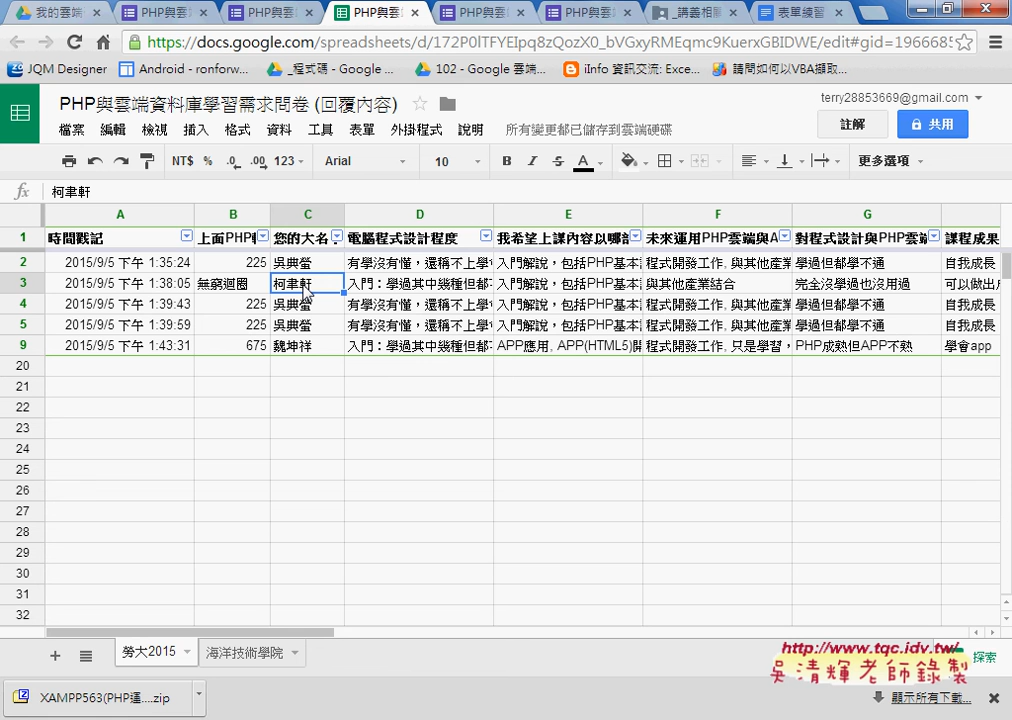 我的雲端
PHP與雲
PHP與雲
PHP與雲
PHP與雲
PHP與雲
_講義相關
表單練習
https://docs.google.com/spreadsheets/d/172P0lTFYEIpq8zQozX0_bVGxyRMEqmc9KuerxGBIDWE/edit#gid=1966685
JQM Designer
Android - ronforw...
_程式碼 - Google ...
102 - Google 雲端...
iInfo 資訊交流: Exce...
請問如何以VBA擷取...
PHP與雲端資料庫學習需求問卷 (回覆內容)
terry28853669@gmail.com
檔案 編輯 檢視 插入 格式 資料 工具 表單 外掛程式 說明 所有變更都已儲存到雲端硬碟
註解
共用
NT$ % .0 .00 123 Arial 10 B I S A 更多選項
fx 柯聿軒
A B C D E F G
1 時間戳記 上面PHP 您的大名 電腦程式設計程度 我希望上課內容以哪 未來運用PHP雲端與A 對程式設計與PHP雲 課程成果
2 2015/9/5 下午 1:35:24 225 吳典螢 有學沒有懂，還稱不上學 入門解說，包括PHP基本 程式開發工作, 與其他產業 學過但都學不通 自我成長
3 2015/9/5 下午 1:38:05 無窮迴圈 柯聿軒 入門：學過其中幾種但都 入門解說，包括PHP基本 與其他產業結合 完全沒學過也沒用過 可以做出
4 2015/9/5 下午 1:39:43 225 吳典螢 有學沒有懂，還稱不上學 入門解說，包括PHP基本 程式開發工作, 與其他產業 學過但都學不通 自我成長
5 2015/9/5 下午 1:39:59 225 吳典螢 有學沒有懂，還稱不上學 入門解說，包括PHP基本 程式開發工作, 與其他產業 學過但都學不通 自我成長
9 2015/9/5 下午 1:43:31 675 魏坤祥 入門：學過其中幾種但都 APP應用, APP(HTML5)開 程式開發工作, 只是學習， PHP成熟但APP不熟 學會app
20
21
22
23
24
25
26
27
28
29
30
31
32
勞大2015
海洋技術學院
http://www.tqc.idv.tw/
探索
吳清輝老師錄製
XAMPP563(PHP運....zip
顯示所有下載...